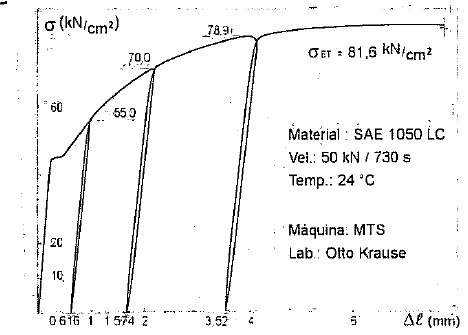 σ (kN/cm²)
78,9
σET = 81,6 kN/cm²
70,0
60
55,0
Material : SAE 1050 LC
Vel.: 50 kN / 730 s
Temp.: 24 °C
20
Máquina: MTS
10
Lab.: Otto Krause
0.616 1 1.574 2 3.52 4 5 Δℓ (mm)